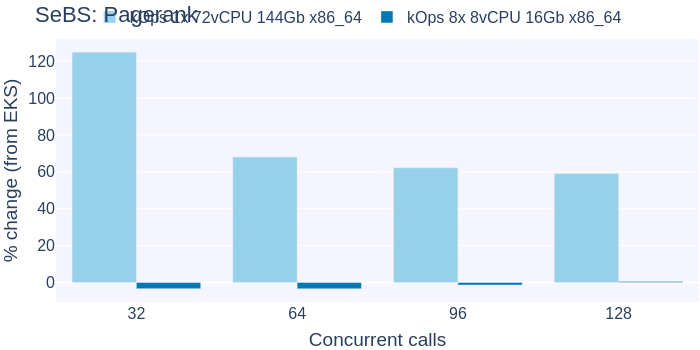 SeBS: Pagerank
kOps 1x 72vCPU 144Gb x86_64
kOps 8x 8vCPU 16Gb x86_64
% change (from EKS)
120
100
80
60
40
20
0
32
64
96
128
Concurrent calls